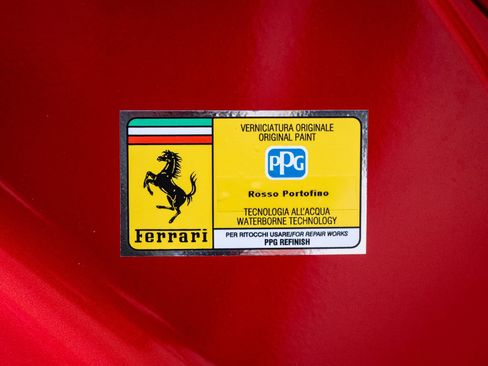 VERNICIATURA ORIGINALE
ORIGINAL PAINT
PPG
Rosso Portofino
TECNOLOGIA ALL'ACQUA
WATERBORNE TECHNOLOGY
Ferrari
PER RITOCCHI USARE/FOR REPAIR WORKS
PPG REFINISH